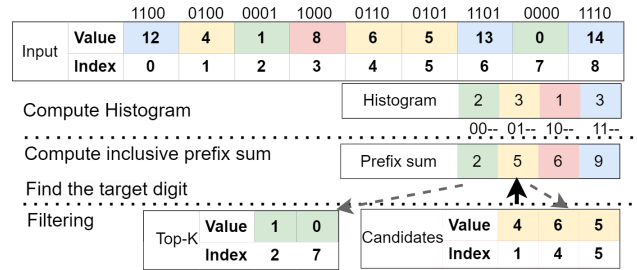 1100 0100 0001 1000 0110 0101 1101 0000 1110
Input Value 12 4 1 8 6 5 13 0 14
Index 0 1 2 3 4 5 6 7 8
Compute Histogram Histogram 2 3 1 3
00-- 01-- 10-- 11--
Compute inclusive prefix sum Prefix sum 2 5 6 9
Find the target digit
Filtering
Top-K Value 1 0
Index 2 7
Candidates Value 4 6 5
Index 1 4 5